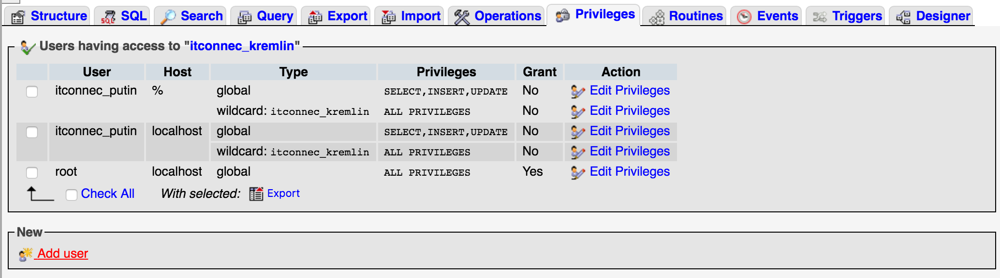 Structure SQL Search Query Export Import Operations Privileges Routines Events Triggers Designer
Users having access to "itconnec_kremlin"
User Host Type Privileges Grant Action
itconnec_putin % global SELECT,INSERT,UPDATE No Edit Privileges
wildcard: itconnec_kremlin ALL PRIVILEGES No Edit Privileges
itconnec_putin localhost global SELECT,INSERT,UPDATE No Edit Privileges
wildcard: itconnec_kremlin ALL PRIVILEGES No Edit Privileges
root localhost global ALL PRIVILEGES Yes Edit Privileges
Check All With selected: Export
New
Add user